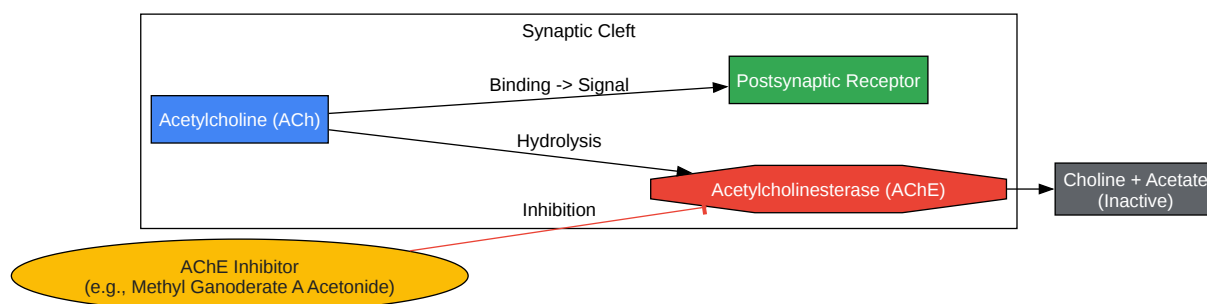 Synaptic Cleft
Binding -> Signal
Postsynaptic Receptor
Acetylcholine (ACh)
Hydrolysis
Acetylcholinesterase (AChE)
Choline + Acetate
(Inactive)
Inhibition
AChE Inhibitor
(e.g., Methyl Ganoderate A Acetonide)